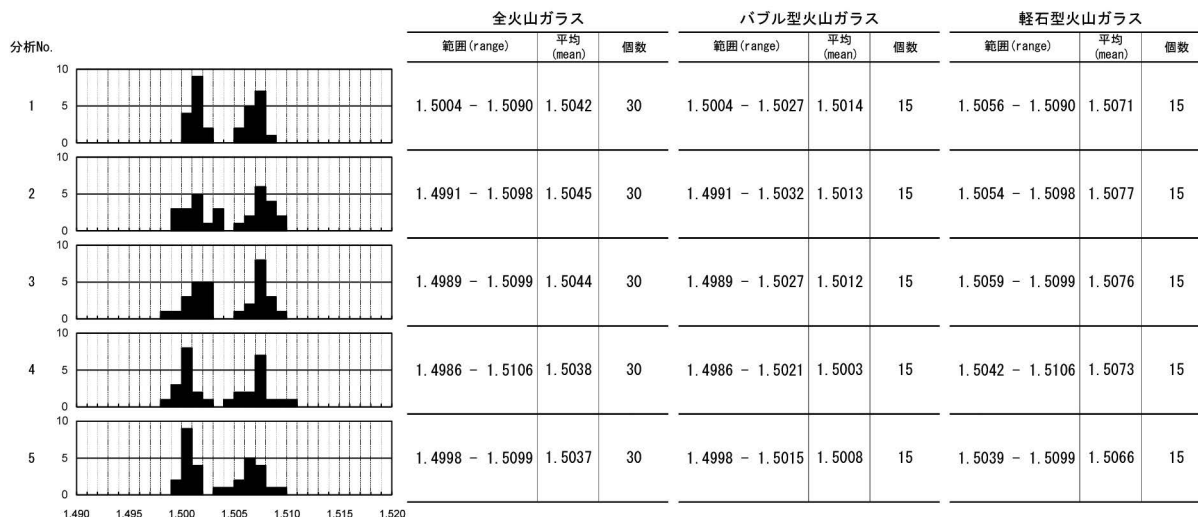 全火山ガラス バブル型火山ガラス 軽石型火山ガラス
分析No. 範囲(range) 平均(mean) 個数 範囲(range) 平均(mean) 個数 範囲(range) 平均(mean) 個数
10
1 5 1.5004 - 1.5090 1.5042 30 1.5004 - 1.5027 1.5014 15 1.5056 - 1.5090 1.5071 15
0
10
2 5 1.4991 - 1.5098 1.5045 30 1.4991 - 1.5032 1.5013 15 1.5054 - 1.5098 1.5077 15
0
10
3 5 1.4989 - 1.5099 1.5044 30 1.4989 - 1.5027 1.5012 15 1.5059 - 1.5099 1.5076 15
0
10
4 5 1.4986 - 1.5106 1.5038 30 1.4986 - 1.5021 1.5003 15 1.5042 - 1.5106 1.5073 15
0
10
5 5 1.4998 - 1.5099 1.5037 30 1.4998 - 1.5015 1.5008 15 1.5039 - 1.5099 1.5066 15
0
1.490 1.495 1.500 1.505 1.510 1.515 1.520